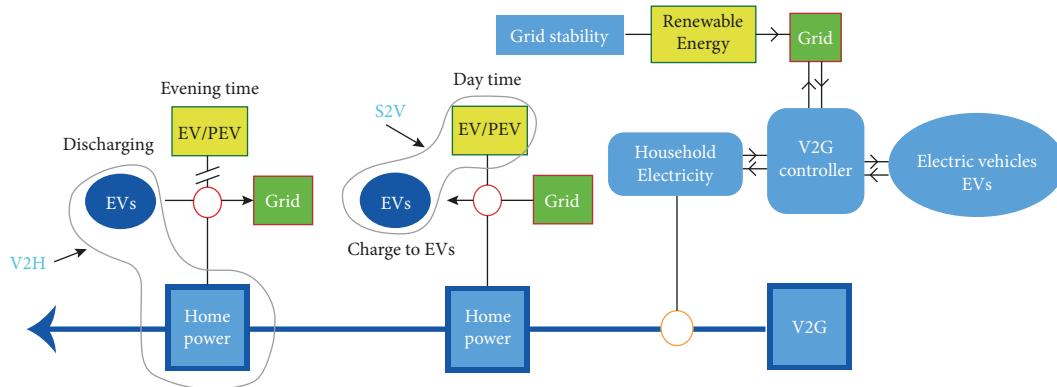 Grid stability
Renewable
Energy
Grid
Evening time
EV/PEV
Discharging
EVs
Grid
V2H
Home
power
Day time
S2V
EV/PEV
EVs
Grid
Charge to EVs
Home
power
Household
Electricity
V2G
controller
Electric vehicles
EVs
V2G